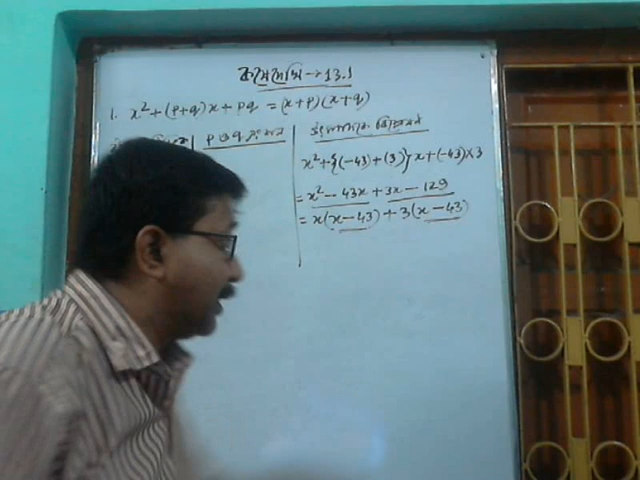 কষে দেখি → 13.1
1. x² + (p+q)x + pq = (x+p)(x+q)
p ও q এর মান
উৎপাদকে বিশ্লেষণ
x² + {(-43) + (3)} x + (-43) × 3
= x² - 43x + 3x - 129
= x(x - 43) + 3(x - 43)